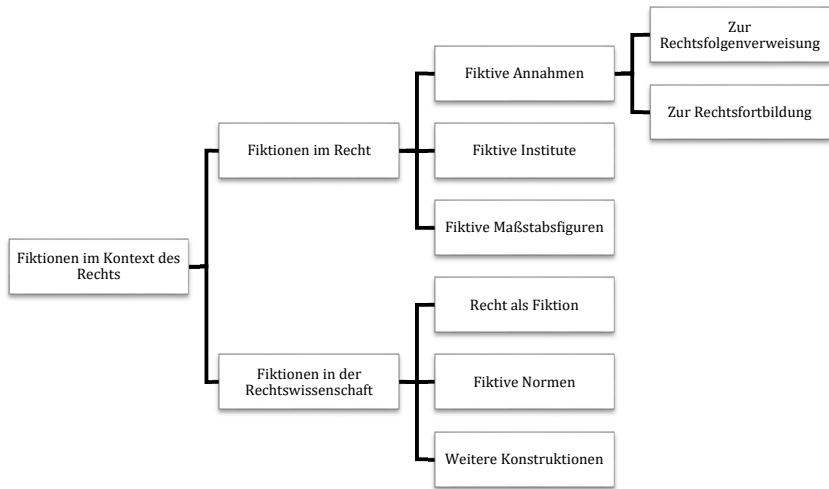 Fiktionen im Kontext des
Rechts
Fiktionen im Recht
Fiktive Annahmen
Zur
Rechtsfolgenverweisung
Zur Rechtsfortbildung
Fiktive Institute
Fiktive Maßstabsfiguren
Fiktionen in der
Rechtswissenschaft
Recht als Fiktion
Fiktive Normen
Weitere Konstruktionen